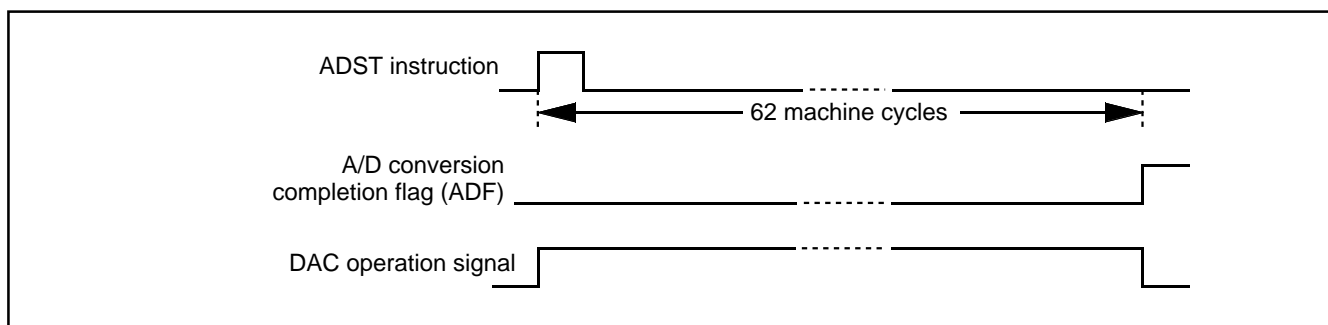 ADST instruction
62 machine cycles
A/D conversion
completion flag (ADF)
DAC operation signal